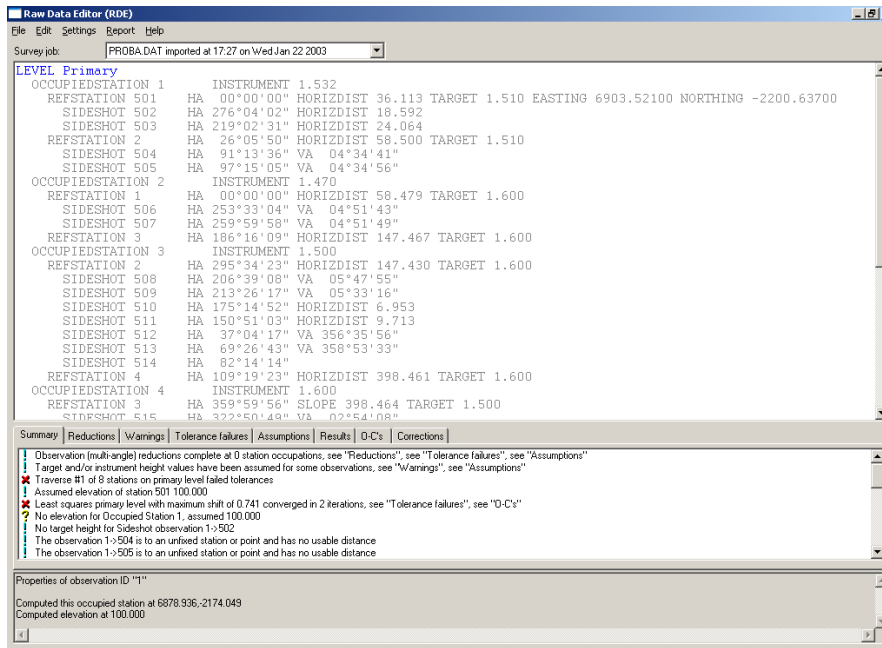 Raw Data Editor (RDE)
File Edit Settings Report Help
Survey job: PROBA.DAT imported at 17:27 on Wed Jan 22 2003
LEVEL Primary
OCCUPIEDSTATION 1 INSTRUMENT 1.532
REFSTATION 501 HA 00°00'00" HORIZDIST 36.113 TARGET 1.510 EASTING 6903.52100 NORTHING -2200.63700
SIDESHOT 502 HA 276°04'02" HORIZDIST 18.592
SIDESHOT 503 HA 219°02'31" HORIZDIST 24.064
REFSTATION 2 HA 26°05'50" HORIZDIST 58.500 TARGET 1.510
SIDESHOT 504 HA 91°13'36" VA 04°34'41"
SIDESHOT 505 HA 97°15'05" VA 04°34'56"
OCCUPIEDSTATION 2 INSTRUMENT 1.470
REFSTATION 1 HA 00°00'00" HORIZDIST 58.479 TARGET 1.600
SIDESHOT 506 HA 253°33'04" VA 04°51'43"
SIDESHOT 507 HA 259°59'58" VA 04°51'49"
REFSTATION 3 HA 186°16'09" HORIZDIST 147.467 TARGET 1.600
OCCUPIEDSTATION 3 INSTRUMENT 1.500
REFSTATION 2 HA 295°34'23" HORIZDIST 147.430 TARGET 1.600
SIDESHOT 508 HA 206°39'08" VA 05°47'55"
SIDESHOT 509 HA 213°26'17" VA 05°33'16"
SIDESHOT 510 HA 175°14'52" HORIZDIST 6.953
SIDESHOT 511 HA 150°51'03" HORIZDIST 9.713
SIDESHOT 512 HA 37°04'17" VA 356°35'56"
SIDESHOT 513 HA 69°26'43" VA 358°53'33"
SIDESHOT 514 HA 82°14'14"
REFSTATION 4 HA 109°19'23" HORIZDIST 398.461 TARGET 1.600
OCCUPIEDSTATION 4 INSTRUMENT 1.600
REFSTATION 3 HA 359°59'56" SLOPE 398.464 TARGET 1.500
SIDESHOT 515 HA 322°50'49" VA 02°54'08"
Summary Reductions Warnings Tolerance failures Assumptions Results O-C's Corrections
Observation (multi-angle) reductions complete at 0 station occupations, see "Reductions", see "Tolerance failures", see "Assumptions"
Target and/or instrument height values have been assumed for some observations, see "Warnings", see "Assumptions"
Traverse #1 of 8 stations on primary level failed tolerances
Assumed elevation of station 501 100.000
Least squares primary level with maximum shift of 0.741 converged in 2 iterations, see "Tolerance failures", see "O-C's"
No elevation for Occupied Station 1, assumed 100.000
No target height for Sideshot observation 1->502
The observation 1->504 is to an unfixed station or point and has no usable distance
The observation 1->505 is to an unfixed station or point and has no usable distance
Properties of observation ID "1"
Computed this occupied station at 6878.936,-2174.049
Computed elevation at 100.000